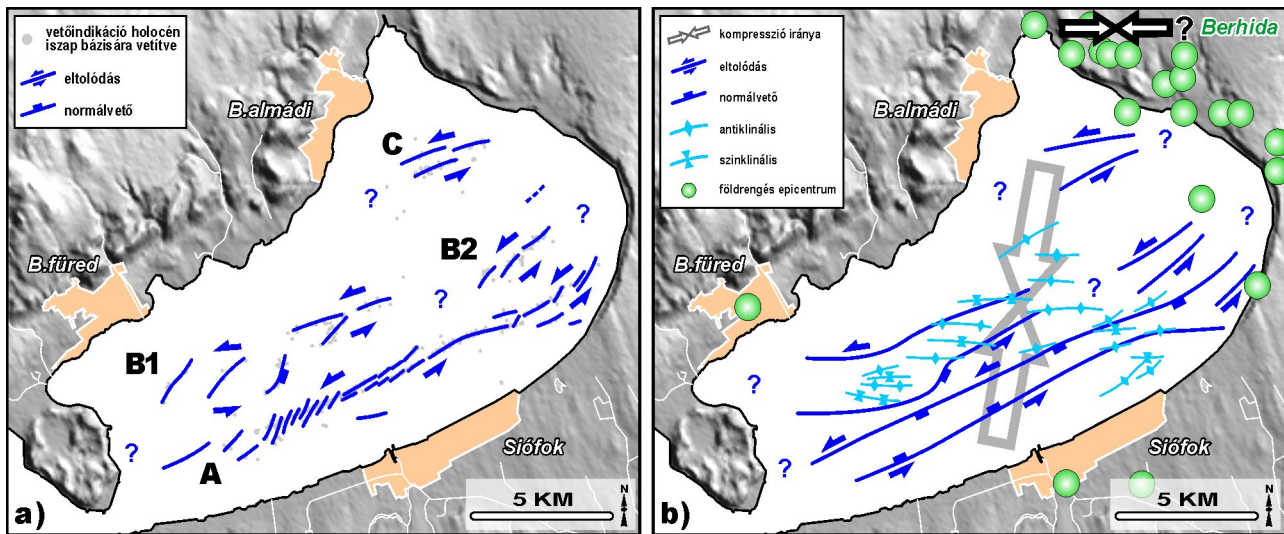 vetőindikáció holocén
iszap bázisára vetítve
eltolódás
normálvető
B.almádi
C
?
?
B2
B.füred
?
B1
?
A
Siófok
a)
5 KM
N
kompresszió iránya
eltolódás
normálvető
antiklinális
szinklinális
földrengés epicentrum
? Berhida
B.almádi
?
?
?
B.füred
?
?
?
Siófok
b)
5 KM
N